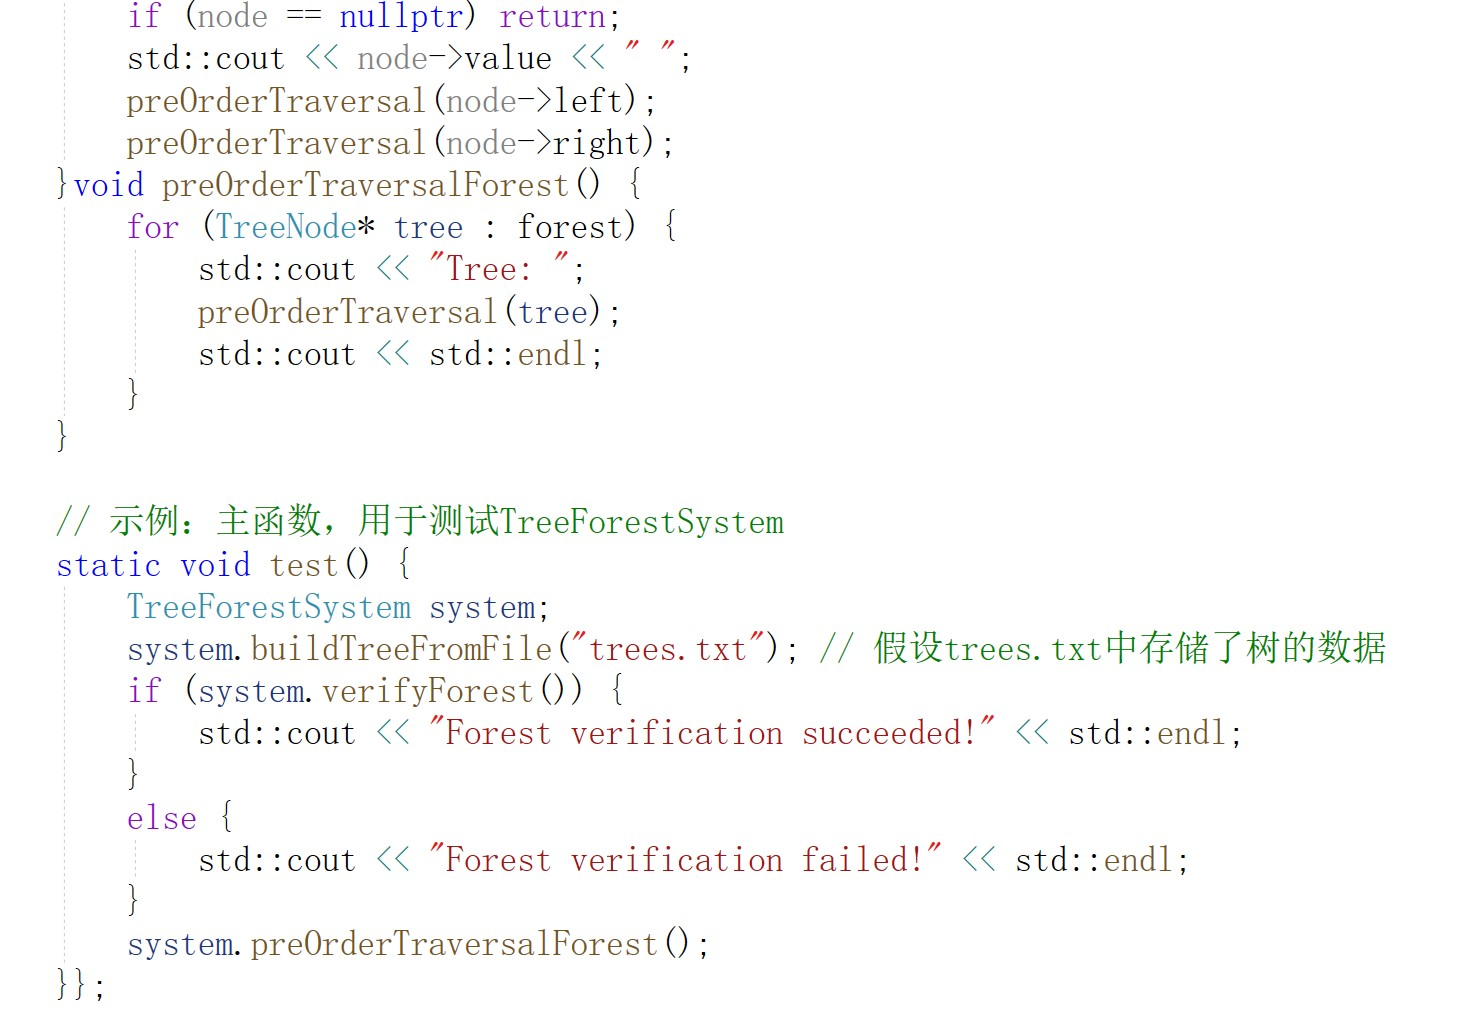 if (node == nullptr) return;
std::cout << node->value << " ";
preOrderTraversal(node->left);
preOrderTraversal(node->right);
}void preOrderTraversalForest() {
for (TreeNode* tree : forest) {
std::cout << "Tree: ";
preOrderTraversal(tree);
std::cout << std::endl;
}
}
// 示例：主函数，用于测试TreeForestSystem
static void test() {
TreeForestSystem system;
system.buildTreeFromFile("trees.txt"); // 假设trees.txt中存储了树的数据
if (system.verifyForest()) {
std::cout << "Forest verification succeeded!" << std::endl;
}
else {
std::cout << "Forest verification failed!" << std::endl;
}
system.preOrderTraversalForest();
}};